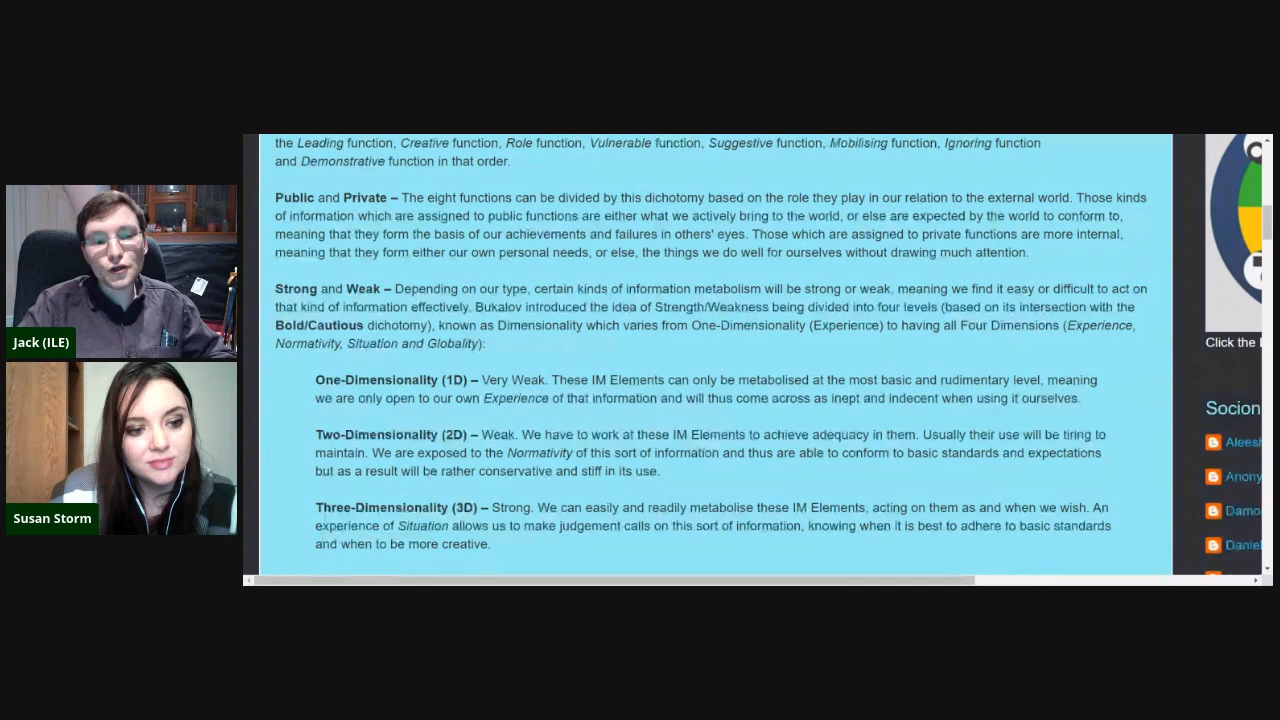 the Leading function, Creative function, Role function, Vulnerable function, Suggestive function, Mobilising function, Ignoring function
and Demonstrative function in that order.
Public and Private – The eight functions can be divided by this dichotomy based on the role they play in our relation to the external world. Those kinds
of information which are assigned to public functions are either what we actively bring to the world, or else are expected by the world to conform to,
meaning that they form the basis of our achievements and failures in others' eyes. Those which are assigned to private functions are more internal,
meaning that they form either our own personal needs, or else, the things we do well for ourselves without drawing much attention.
Strong and Weak – Depending on our type, certain kinds of information metabolism will be strong or weak, meaning we find it easy or difficult to act on
that kind of information effectively. Bukalov introduced the idea of Strength/Weakness being divided into four levels (based on its intersection with the
Bold/Cautious dichotomy), known as Dimensionality which varies from One-Dimensionality (Experience) to having all Four Dimensions (Experience,
Normativity, Situation and Globality):
One-Dimensionality (1D) – Very Weak. These IM Elements can only be metabolised at the most basic and rudimentary level, meaning
we are only open to our own Experience of that information and will thus come across as inept and indecent when using it ourselves.
Two-Dimensionality (2D) – Weak. We have to work at these IM Elements to achieve adequacy in them. Usually their use will be tiring to
maintain. We are exposed to the Normativity of this sort of information and thus are able to conform to basic standards and expectations
but as a result will be rather conservative and stiff in its use.
Three-Dimensionality (3D) – Strong. We can easily and readily metabolise these IM Elements, acting on them as and when we wish. An
experience of Situation allows us to make judgement calls on this sort of information, knowing when it is best to adhere to basic standards
and when to be more creative.
Click the
Socion
Aleesh
Anony
Damo
Daniel
Jack (ILE)
Susan Storm